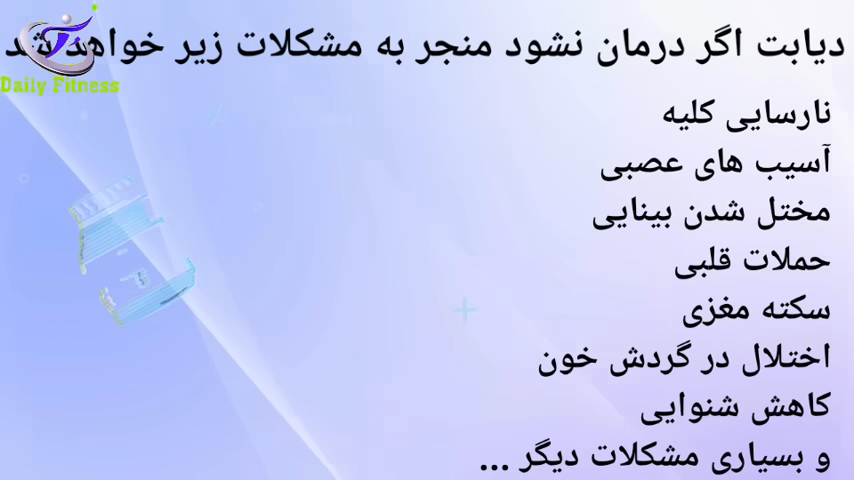 دیابت اگر درمان نشود منجر به مشکلات زیر خواهد شد
Daily Fitness
نارسایی کلیه
آسیب های عصبی
مختل شدن بینایی
حملات قلبی
سکته مغزی
اختلال در گردش خون
کاهش شنوایی
و بسیاری مشکلات دیگر ...